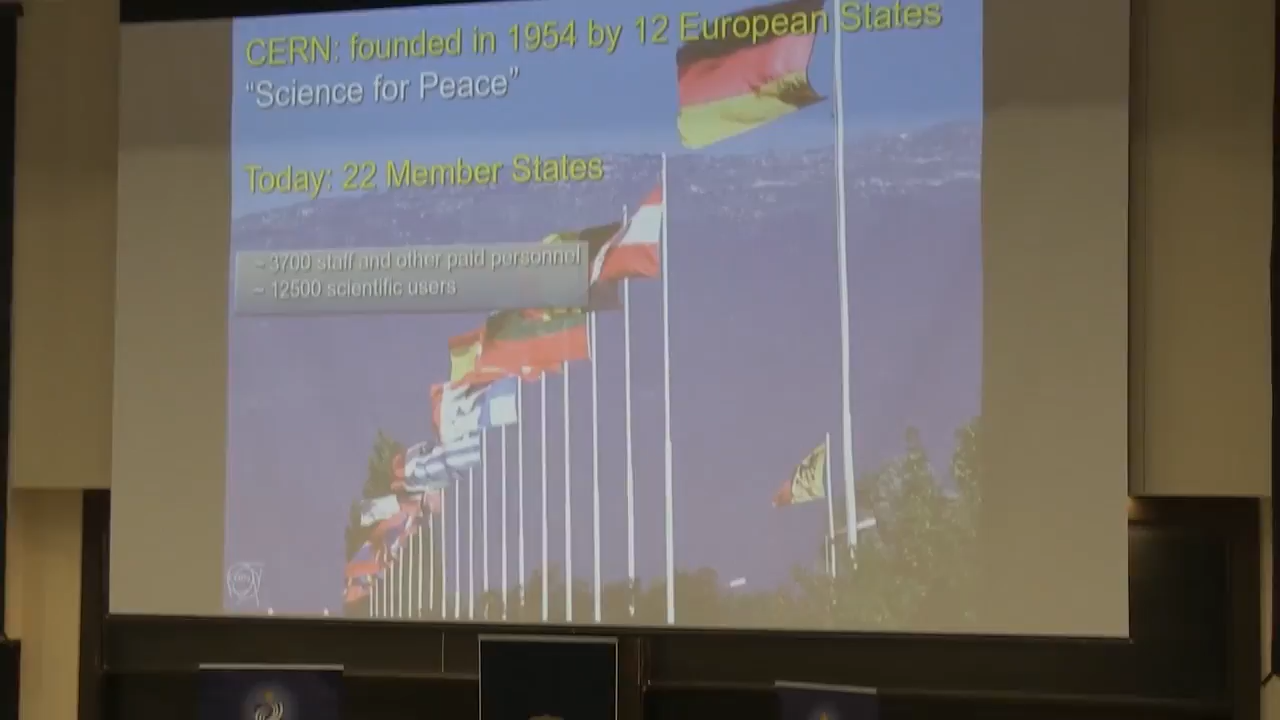 CERN: founded in 1954 by 12 European States
“Science for Peace”
Today: 22 Member States
~ 3700 staff and other paid personnel
~ 12500 scientific users